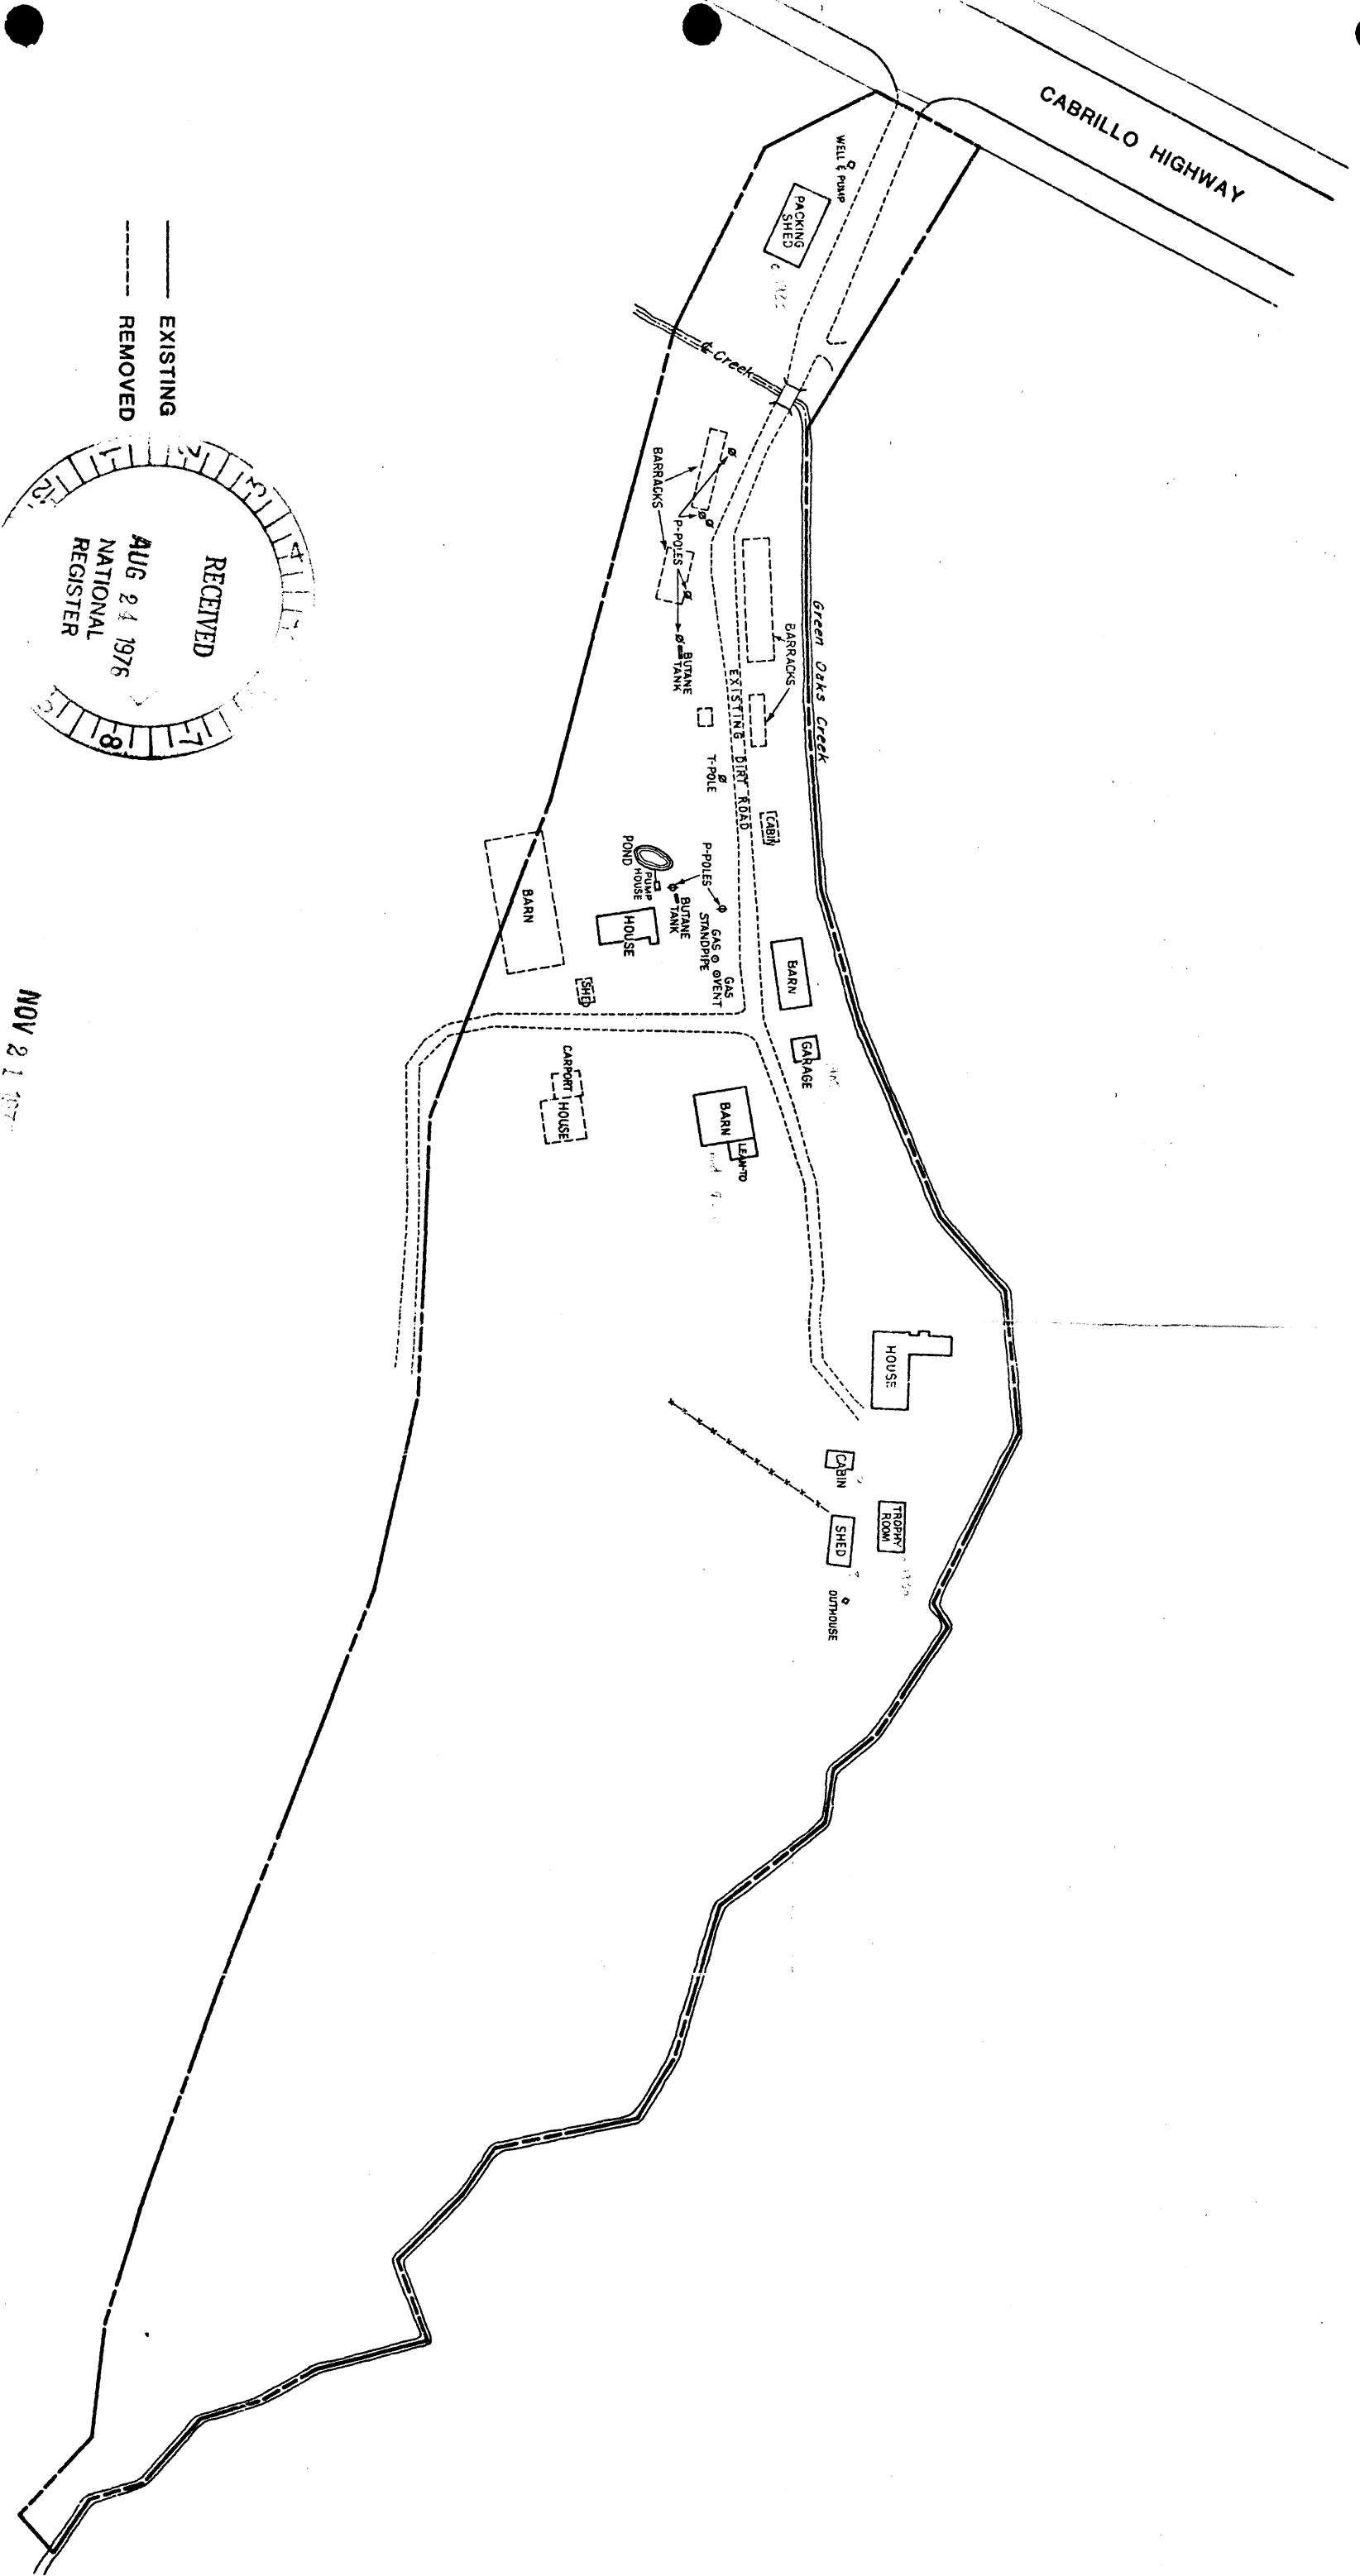 CABRILLO HIGHWAY
WELL & PUMP
PACKING
SHED
Creek
Green Oaks Creek
BARRACKS
P-POLES
BARRACKS
BUTANE
TANK
EXISTING DIRT ROAD
T-POLE
CABIN
POND
PUMP
HOUSE
P-POLES
BUTANE
TANK
GAS
STANDPIPE
GAS
VENT
HOUSE
BARN
BARN
SHED
GARAGE
CARPORT
HOUSE
BARN
LEAN-TO
HOUSE
CABIN
TROPHY
ROOM
SHED
OUTHOUSE
EXISTING
REMOVED
RECEIVED
AUG 24 1976
NATIONAL
REGISTER
NOV 21